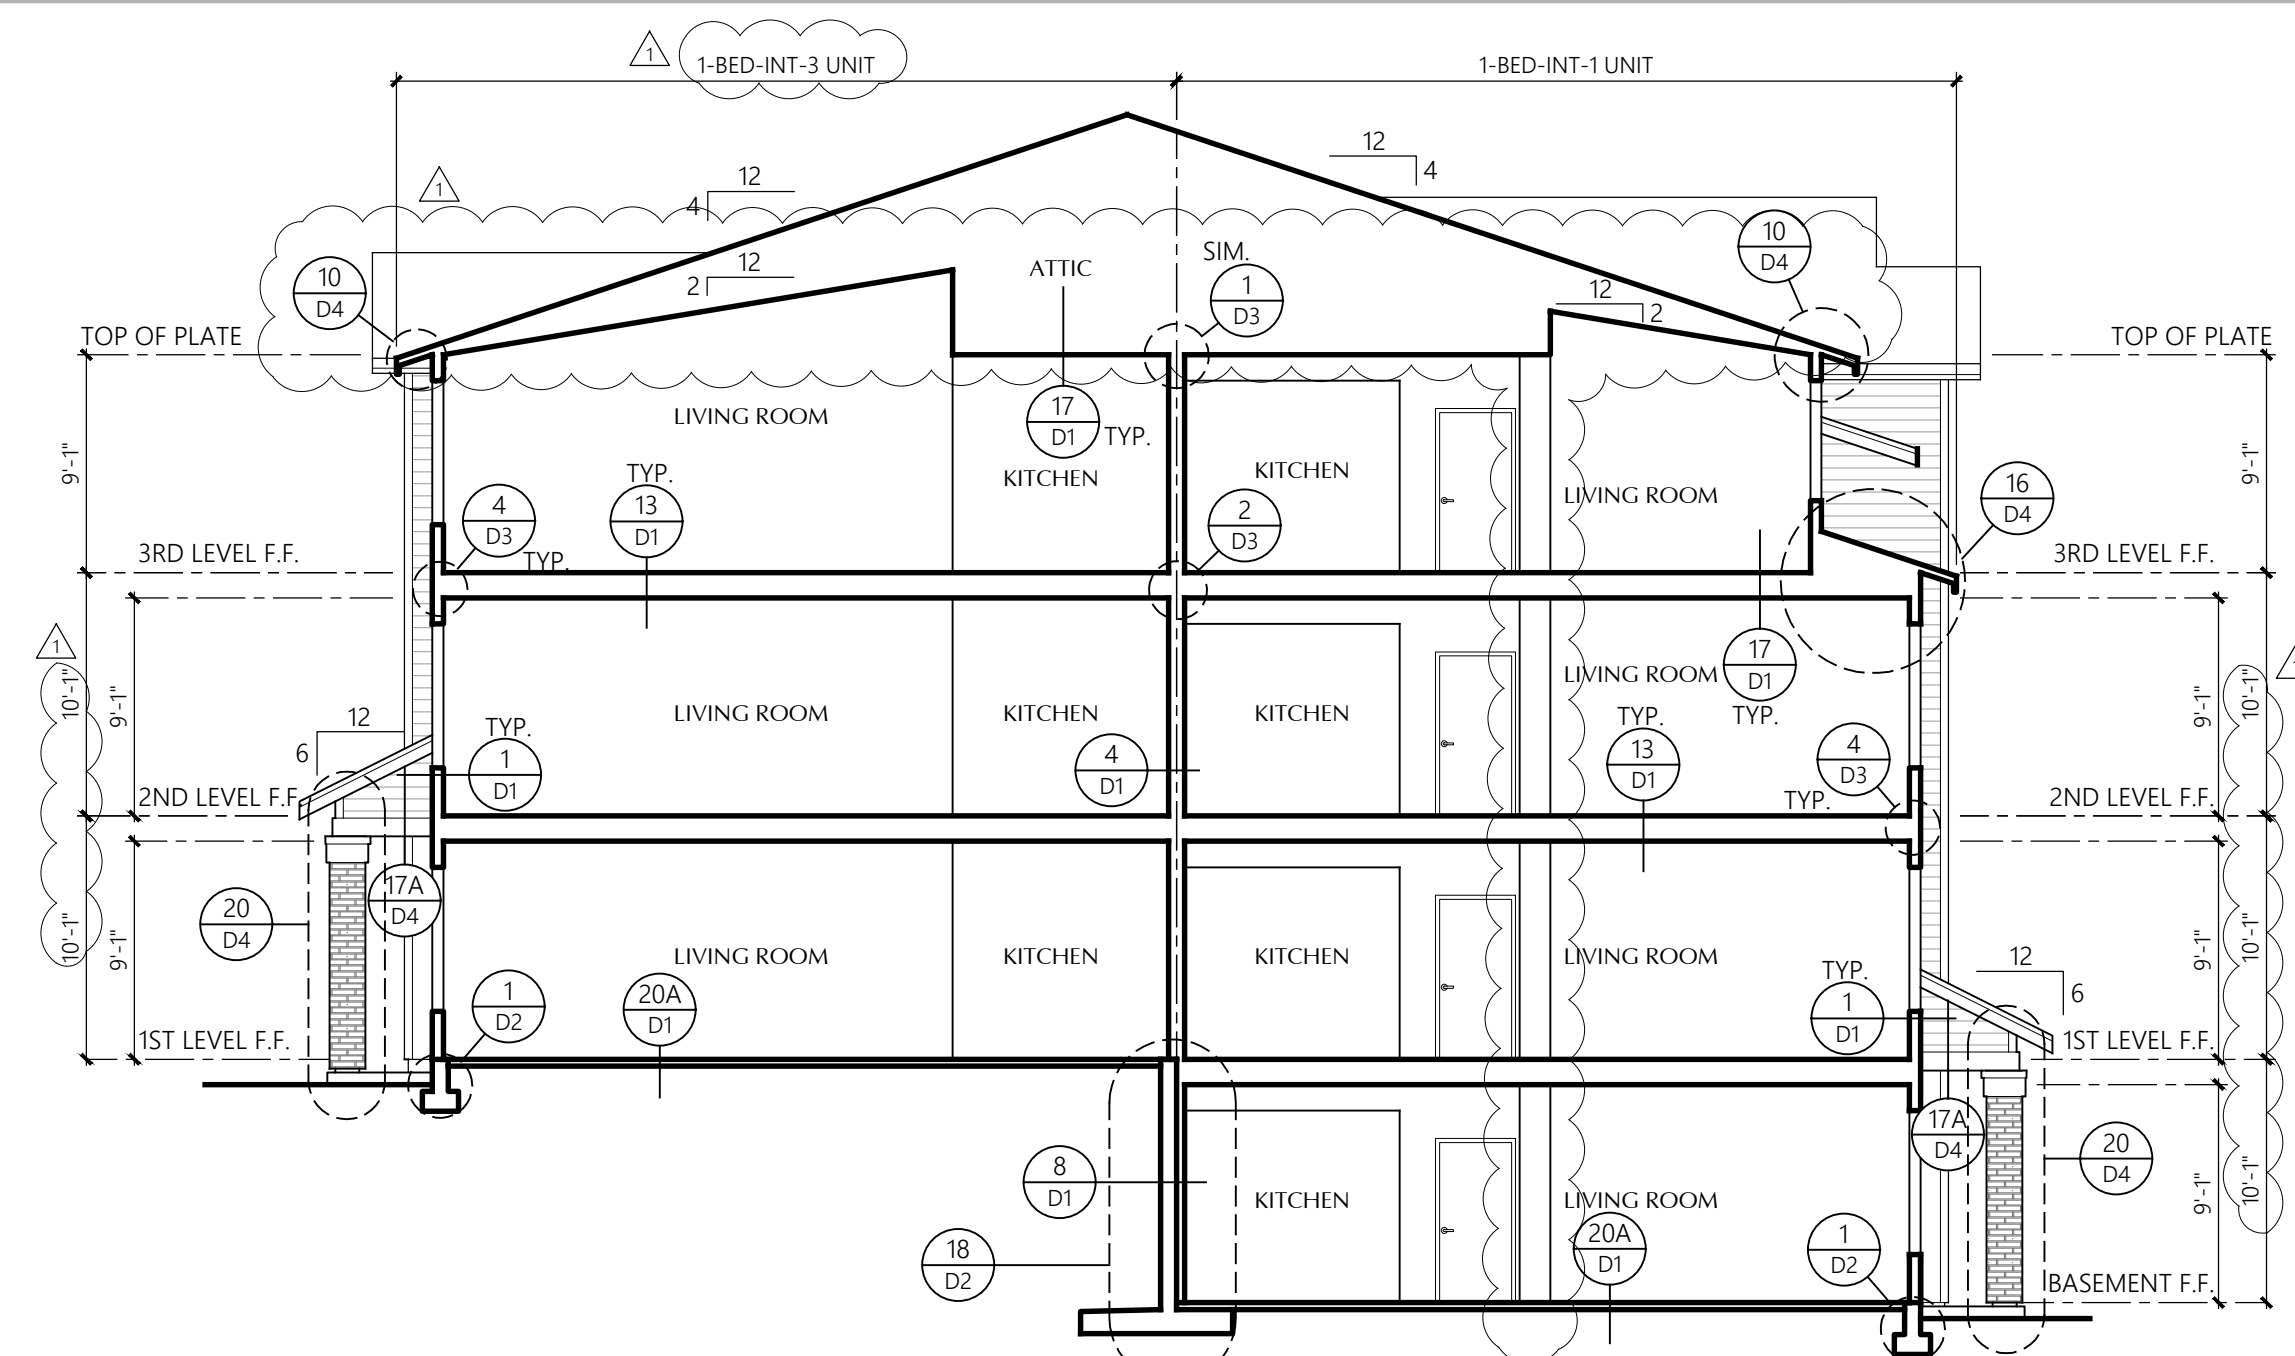 1
1-BED-INT-3 UNIT
1-BED-INT-1 UNIT
12
4
1
12
4
10
D4
12
2
ATTIC
SIM.
1
D3
10
D4
12
2
TOP OF PLATE
TOP OF PLATE
LIVING ROOM
17
D1
TYP.
9'-1"
9'-1"
TYP.
13
D1
KITCHEN
KITCHEN
LIVING ROOM
4
D3
TYP.
2
D3
16
D4
3RD LEVEL F.F.
3RD LEVEL F.F.
1
LIVING ROOM
17
D1
TYP.
10'-1"
9'-1"
9'-1"
10'-1"
12
6
LIVING ROOM
KITCHEN
KITCHEN
TYP.
1
D1
4
D1
TYP.
13
D1
4
D3
TYP.
2ND LEVEL F.F.
2ND LEVEL F.F.
17A
D4
20
D4
10'-1"
9'-1"
LIVING ROOM
KITCHEN
KITCHEN
LIVING ROOM
9'-1"
10'-1"
12
6
1
D2
20A
D1
TYP.
1
D1
1ST LEVEL F.F.
1ST LEVEL F.F.
17A
D4
20
D4
8
D1
KITCHEN
LIVING ROOM
9'-1"
10'-1"
18
D2
20A
D1
1
D2
BASEMENT F.F.